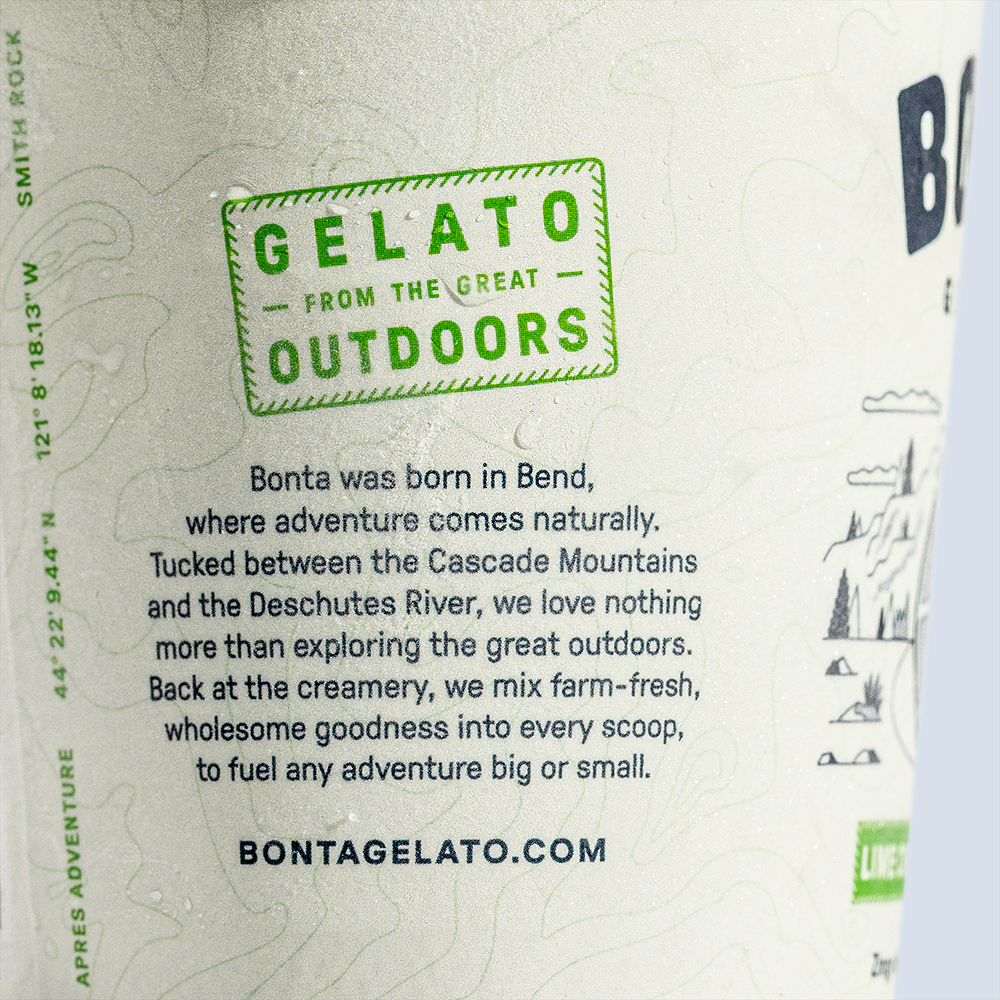 SMITH ROCK
121° 8' 18.13" W
44° 22' 9.44" N
APRES ADVENTURE
GELATO
— FROM THE GREAT —
OUTDOORS
Bonta was born in Bend,
where adventure comes naturally.
Tucked between the Cascade Mountains
and the Deschutes River, we love nothing
more than exploring the great outdoors.
Back at the creamery, we mix farm-fresh,
wholesome goodness into every scoop,
to fuel any adventure big or small.
BONTAGELATO.COM
LIME